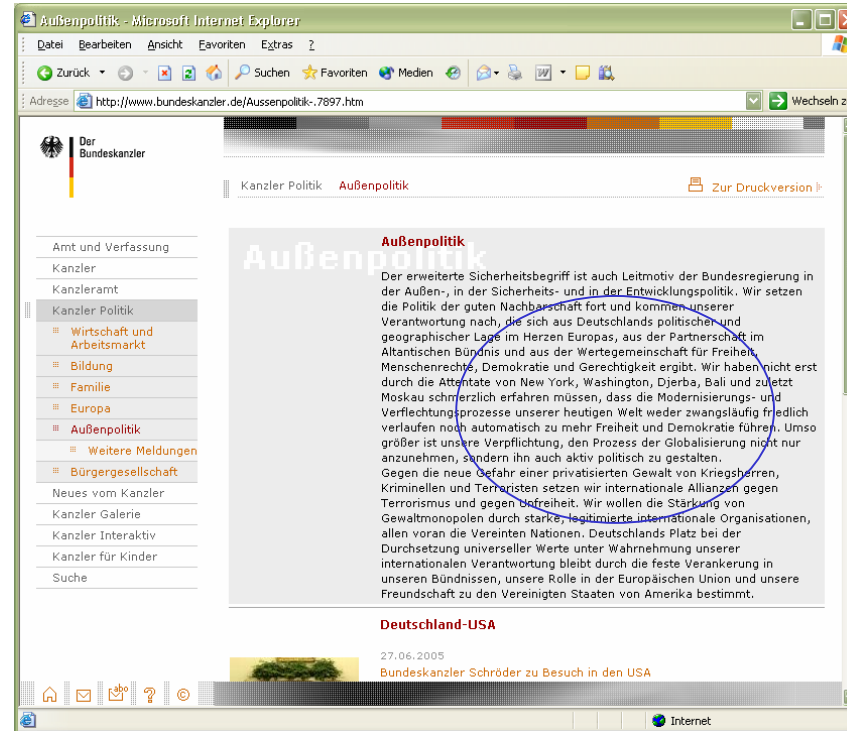 Außenpolitik - Microsoft Internet Explorer
Datei Bearbeiten Ansicht Favoriten Extras ?
Zurück Suchen Favoriten Medien
Adresse http://www.bundeskanzler.de/Aussenpolitik-.7897.htm Wechseln z
Der
Bundeskanzler
Kanzler Politik Außenpolitik Zur Druckversion
Amt und Verfassung
Kanzler
Kanzleramt
Kanzler Politik
Wirtschaft und
Arbeitsmarkt
Bildung
Familie
Europa
Außenpolitik
Weitere Meldungen
Bürgergesellschaft
Neues vom Kanzler
Kanzler Galerie
Kanzler Interaktiv
Kanzler für Kinder
Suche
Außenpolitik
Außenpolitik
Der erweiterte Sicherheitsbegriff ist auch Leitmotiv der Bundesregierung in
der Außen-, in der Sicherheits- und in der Entwicklungspolitik. Wir setzen
die Politik der guten Nachbarschaft fort und kommen unserer
Verantwortung nach, die sich aus Deutschlands politischer und
geographischer Lage im Herzen Europas, aus der Partnerschaft im
Altantischen Bündnis und aus der Wertegemeinschaft für Freiheit,
Menschenrechte, Demokratie und Gerechtigkeit ergibt. Wir haben nicht erst
durch die Attentate von New York, Washington, Djerba, Bali und zuletzt
Moskau schmerzlich erfahren müssen, dass die Modernisierungs- und
Verflechtungsprozesse unserer heutigen Welt weder zwangsläufig friedlich
verlaufen noch automatisch zu mehr Freiheit und Demokratie führen. Umso
größer ist unsere Verpflichtung, den Prozess der Globalisierung nicht nur
anzunehmen, sondern ihn auch aktiv politisch zu gestalten.
Gegen die neue Gefahr einer privatisierten Gewalt von Kriegsherren,
Kriminellen und Terroristen setzen wir internationale Allianzen gegen
Terrorismus und gegen Unfreiheit. Wir wollen die Stärkung von
Gewaltmonopolen durch starke, legitimierte internationale Organisationen,
allen voran die Vereinten Nationen. Deutschlands Platz bei der
Durchsetzung universeller Werte unter Wahrnehmung unserer
internationalen Verantwortung bleibt durch die feste Verankerung in
unseren Bündnissen, unsere Rolle in der Europäischen Union und unsere
Freundschaft zu den Vereinigten Staaten von Amerika bestimmt.
Deutschland-USA
27.06.2005
Bundeskanzler Schröder zu Besuch in den USA
abo ? ©
Internet